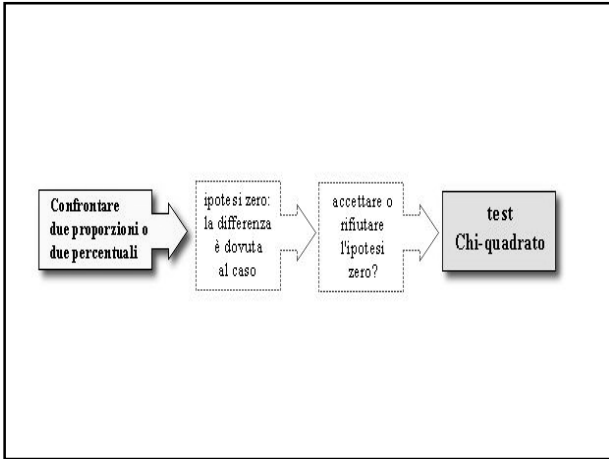 Confrontare
due proporzioni o
due percentuali
ipotesi zero:
la differenza
è dovuta
al caso
accettare o
rifiutare
l'ipotesi
zero?
test
Chi-quadrato